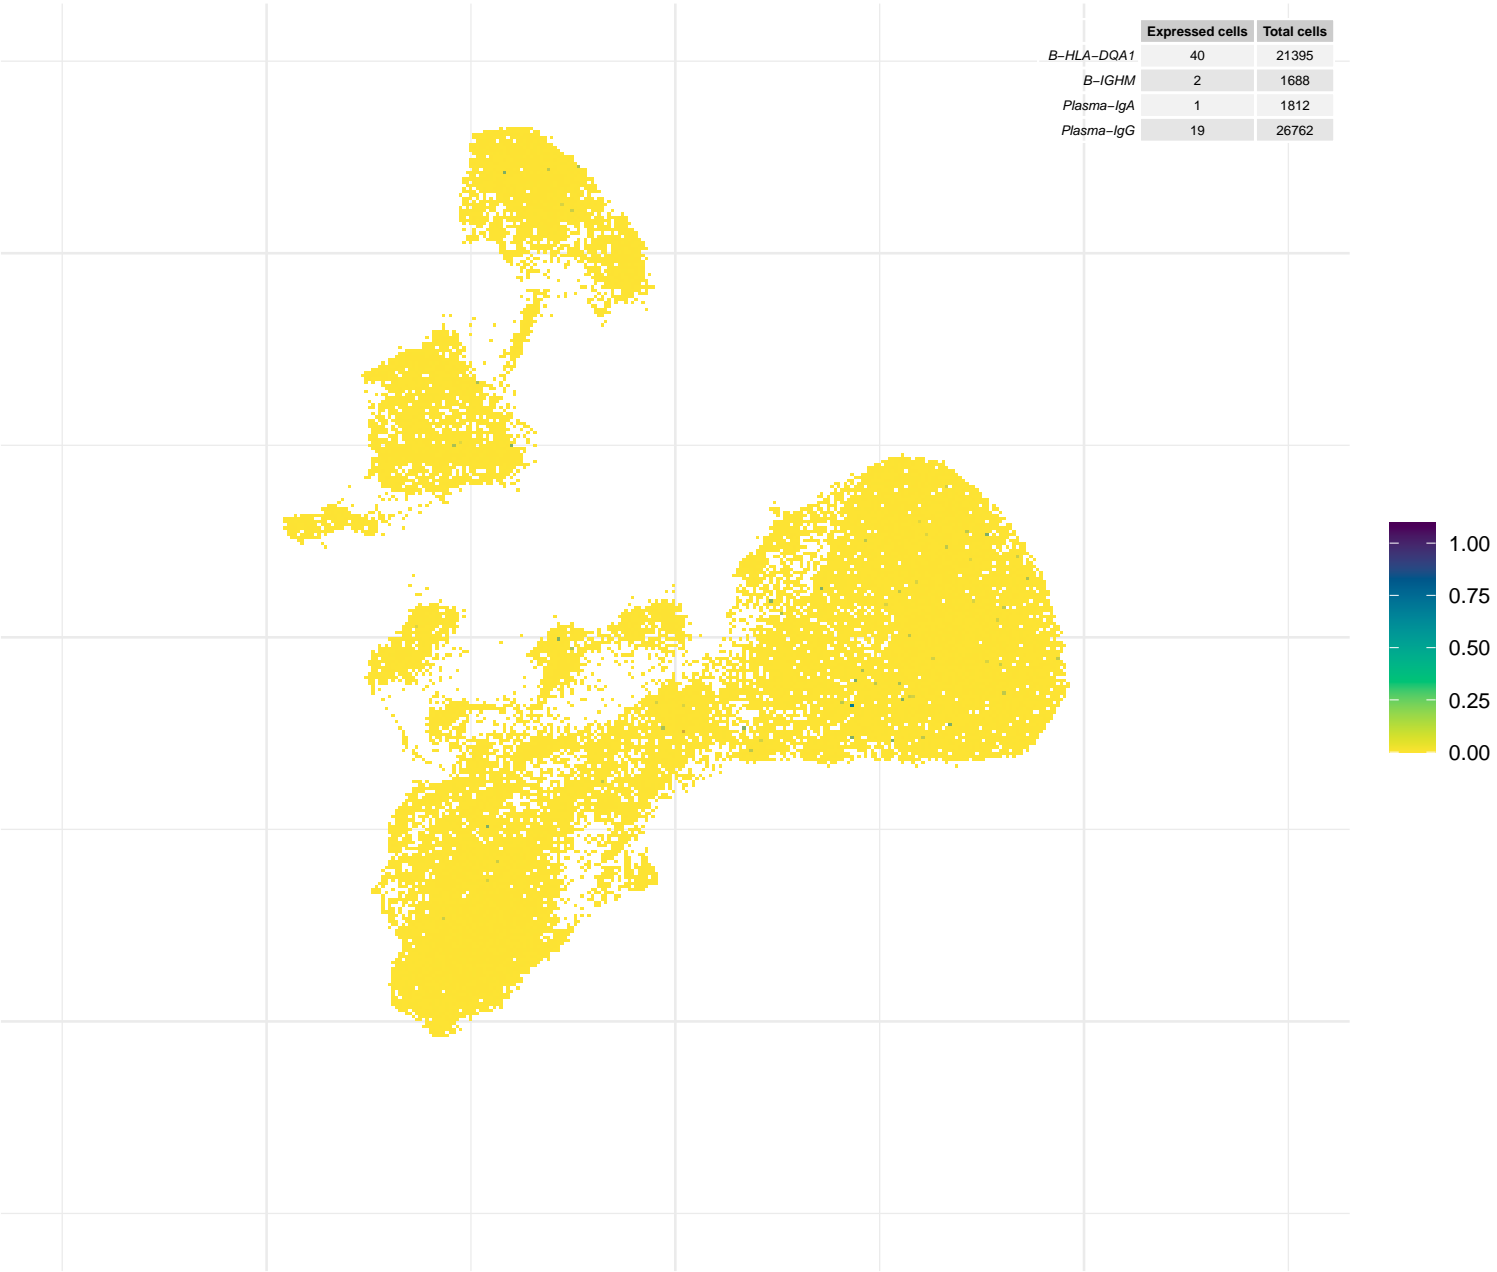 Expressed cells Total cells
B−HLA−DQA1 40 21395
B−IGHM 2 1688
Plasma−IgA 1 1812
Plasma−IgG 19 26762
1.00
0.75
0.50
0.25
0.00